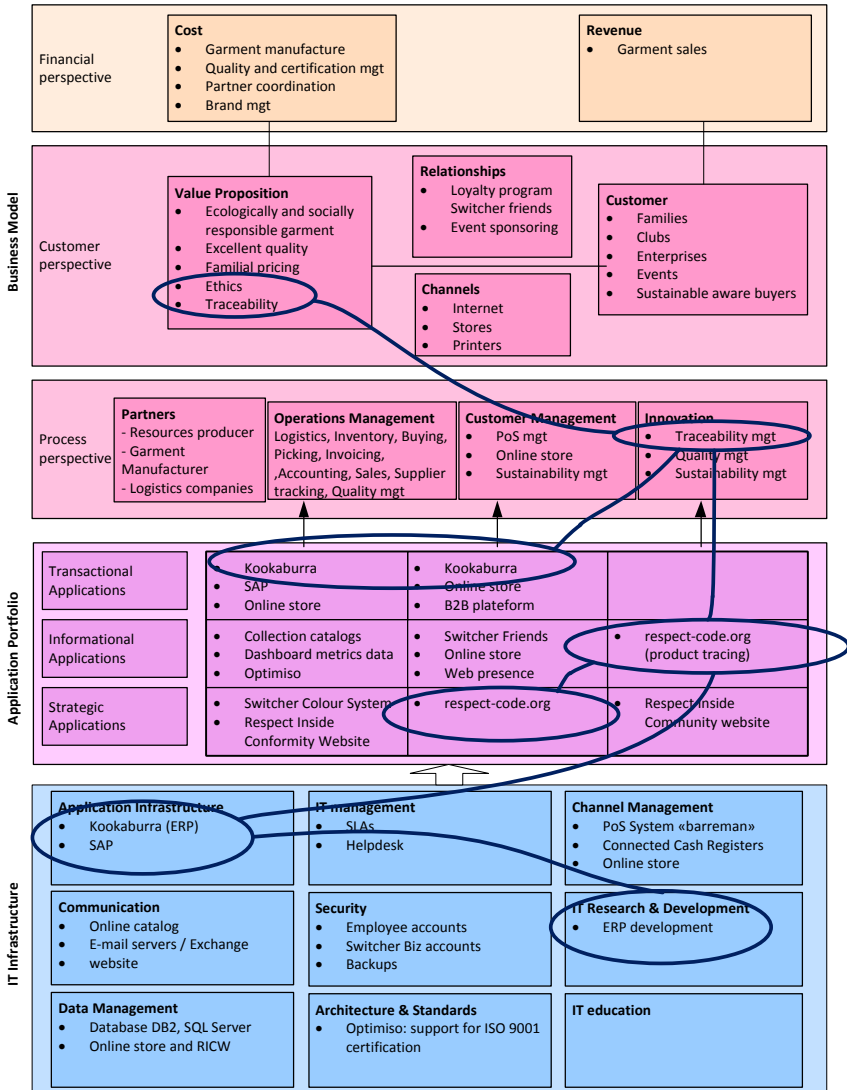 Business Model
Financial
perspective
Cost
• Garment manufacture
• Quality and certification mgt
• Partner coordination
• Brand mgt
Revenue
• Garment sales
Customer
perspective
Value Proposition
• Ecologically and socially
responsible garment
• Excellent quality
• Familial pricing
• Ethics
• Traceability
Relationships
• Loyalty program
Switcher friends
• Event sponsoring
Channels
• Internet
• Stores
• Printers
Customer
• Families
• Clubs
• Enterprises
• Events
• Sustainable aware buyers
Process
perspective
Partners
- Resources producer
- Garment
Manufacturer
- Logistics companies
Operations Management
Logistics, Inventory, Buying,
Picking, Invoicing,
,Accounting, Sales, Supplier
tracking, Quality mgt
Customer Management
• PoS mgt
• Online store
• Sustainability mgt
Innovation
• Traceability mgt
• Quality mgt
• Sustainability mgt
Application Portfolio
Transactional
Applications
• Kookaburra
• SAP
• Online store
• Kookaburra
• Online store
• B2B plateform
Informational
Applications
• Collection catalogs
• Dashboard metrics data
• Optimiso
• Switcher Friends
• Online store
• Web presence
• respect-code.org
(product tracing)
Strategic
Applications
• Switcher Colour System
• Respect Inside
Conformity Website
• respect-code.org
• Respect Inside
Community website
IT Infrastructure
Application Infrastructure
• Kookaburra (ERP)
• SAP
IT management
• SLAs
• Helpdesk
Channel Management
• PoS System «barreman»
• Connected Cash Registers
• Online store
Communication
• Online catalog
• E-mail servers / Exchange
• website
Security
• Employee accounts
• Switcher Biz accounts
• Backups
IT Research & Development
• ERP development
Data Management
• Database DB2, SQL Server
• Online store and RICW
Architecture & Standards
• Optimiso: support for ISO 9001
certification
IT education